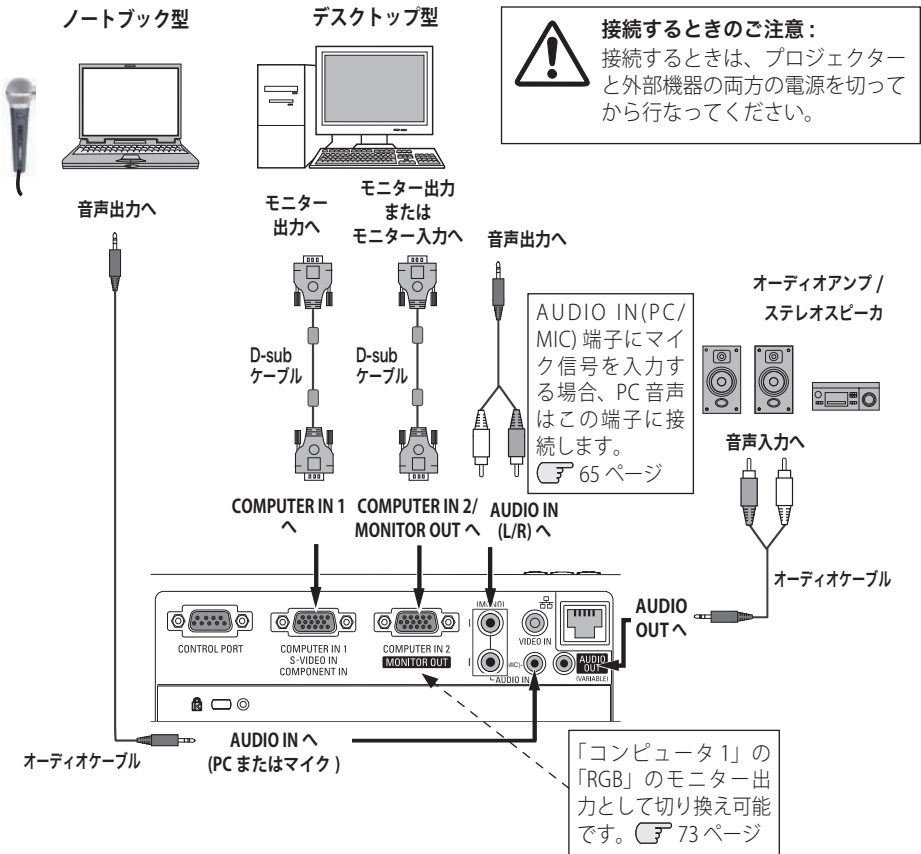 ノートブック型
デスクトップ型
接続するときのご注意 :
接続するときは、プロジェクター
と外部機器の両方の電源を切って
から行なってください。
音声出力へ
モニター
出力へ
モニター出力
または
モニター入力へ
音声出力へ
オーディオアンプ /
ステレオスピーカ
D-sub
ケーブル
D-sub
ケーブル
AUDIO IN(PC/
MIC) 端子にマイ
ク信号を入力す
る場合、PC 音声
はこの端子に接
続します。
65 ページ
音声入力へ
COMPUTER IN 1
へ
COMPUTER IN 2/
MONITOR OUT へ
AUDIO IN
(L/R) へ
オーディオケーブル
AUDIO
OUT へ
CONTROL PORT
COMPUTER IN 1
S-VIDEO IN
COMPONENT IN
COMPUTER IN 2
MONITOR OUT
(MONO)
VIDEO IN
MIC)
AUDIO IN
AUDIO
OUT
(VARIABLE)
オーディオケーブル
AUDIO IN へ
(PC またはマイク )
「コンピュータ 1」の
「RGB」のモニター出
力として切り換え可能
です。 73 ページ